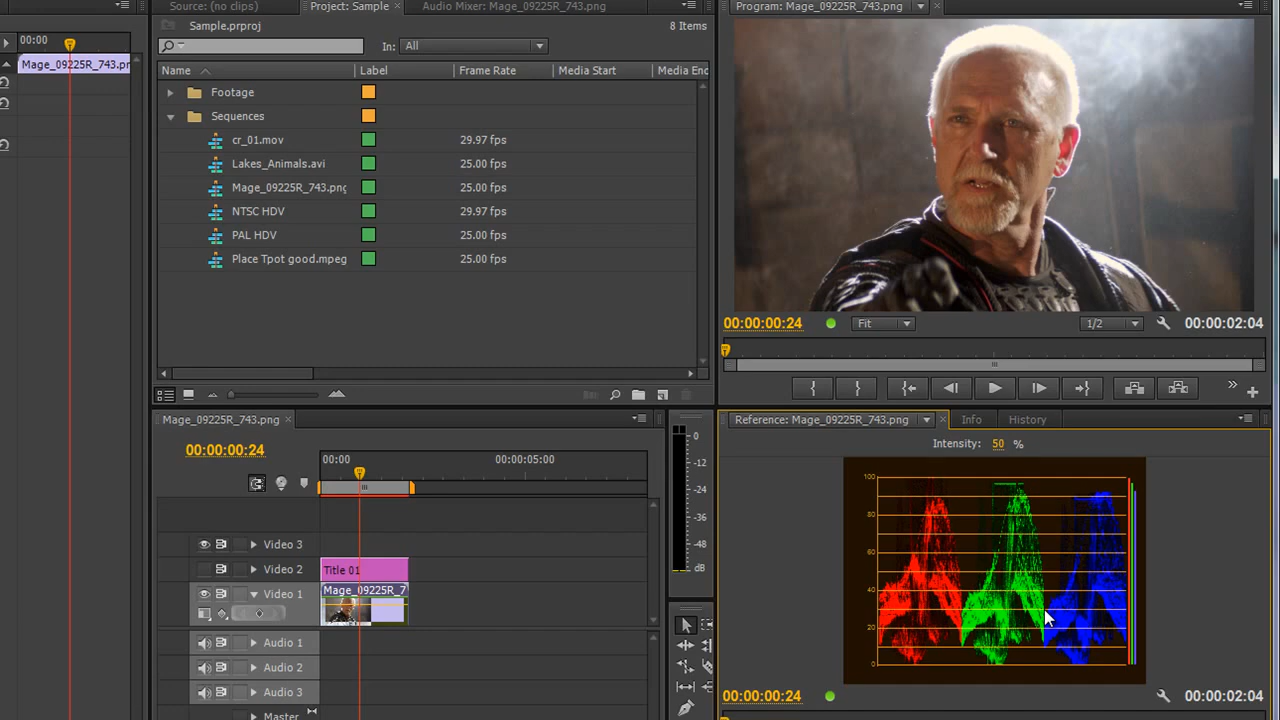 Source: (no clips) Project: Sample Audio Mixer: Mage_09225R_743.png Program: Mage_09225R_743.png
Sample.prproj 8 Items
In: All
Name Label Frame Rate Media Start Media End
Footage
Sequences
cr_01.mov 29.97 fps
Lakes_Animals.avi 25.00 fps
Mage_09225R_743.png 25.00 fps
NTSC HDV 29.97 fps
PAL HDV 25.00 fps
Place Tpot good.mpeg 25.00 fps
00:00
Mage_09225R_743.pr
00:00:00:24 Fit 1/2 00:00:02:04
Mage_09225R_743.png
00:00:00:24
00:00 00:00:05:00
Video 3
Video 2 Title 01
Video 1 Mage_09225R_7
Audio 1
Audio 2
Audio 3
Master
0
-12
-24
-36
-48
dB
Reference: Mage_09225R_743.png Info History
Intensity: 50 %
100
80
60
40
20
0
00:00:00:24 00:00:02:04